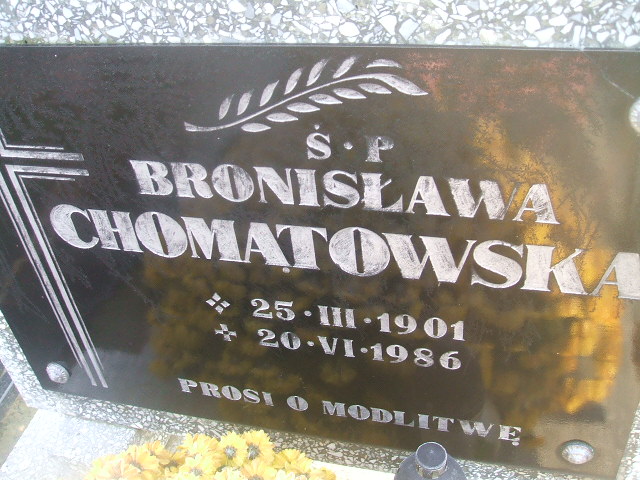 Ś·P
BRONISŁAWA
CHOMĄTOWSKA
25·III·1901
20·VI·1986
PROSI O MODLITWĘ